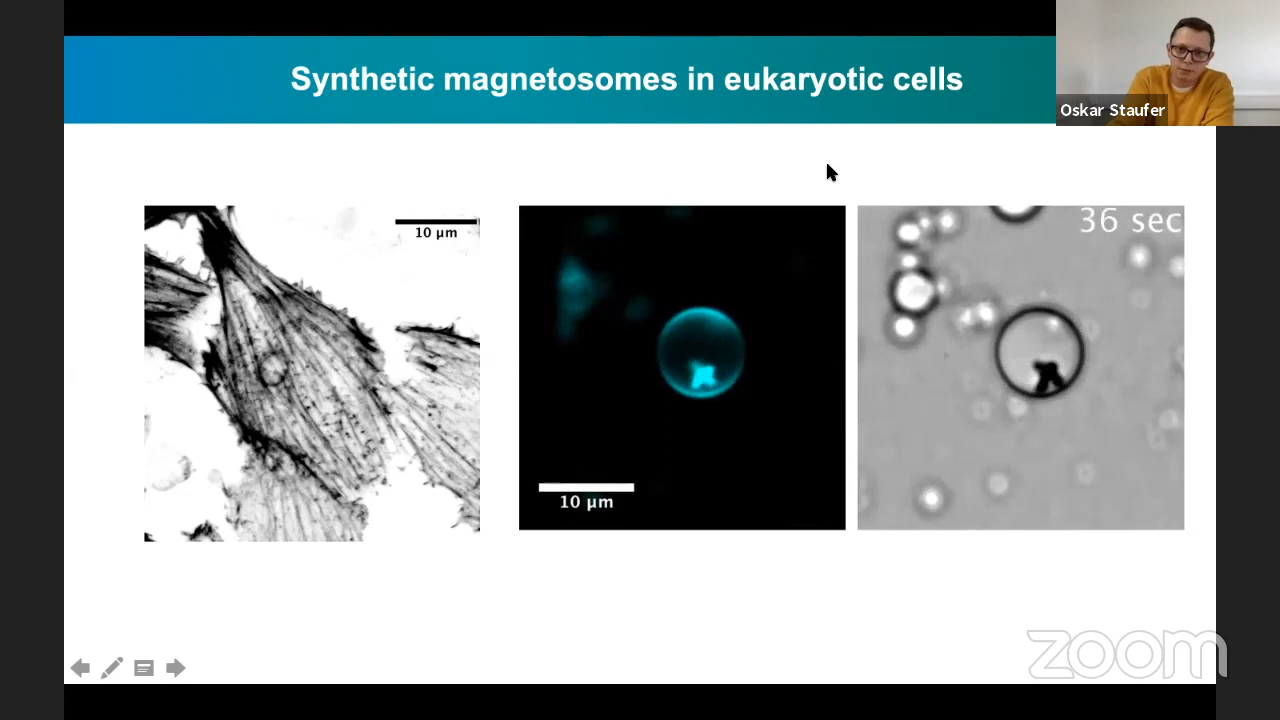 Synthetic magnetosomes in eukaryotic cells
Oskar Staufer
10 µm
36 sec
10 µm
zoom